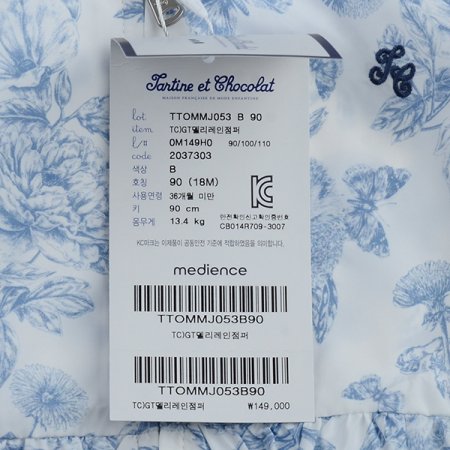 Tartine et Chocolat
MAISON FRANÇAISE DE MODE ENFANTINE
lot. TTOMMJ053 B 90
item TC)GT델리레인점퍼
l/# 0M149H0 90/100/110
code 2037303
색상 B
호칭 90 (18M)
사용연령 36개월 미만
키 90 cm
몸무게 13.4 kg
안전확인신고확인증번호
CB014R709-3007
KC마크는 이제품이 공통안전 기준에 적합하였음을 의미합니다.
medience
TTOMMJ053B90
TC)GT델리레인점퍼
TTOMMJ053B90
TC)GT델리레인점퍼 ₩149,000
TC